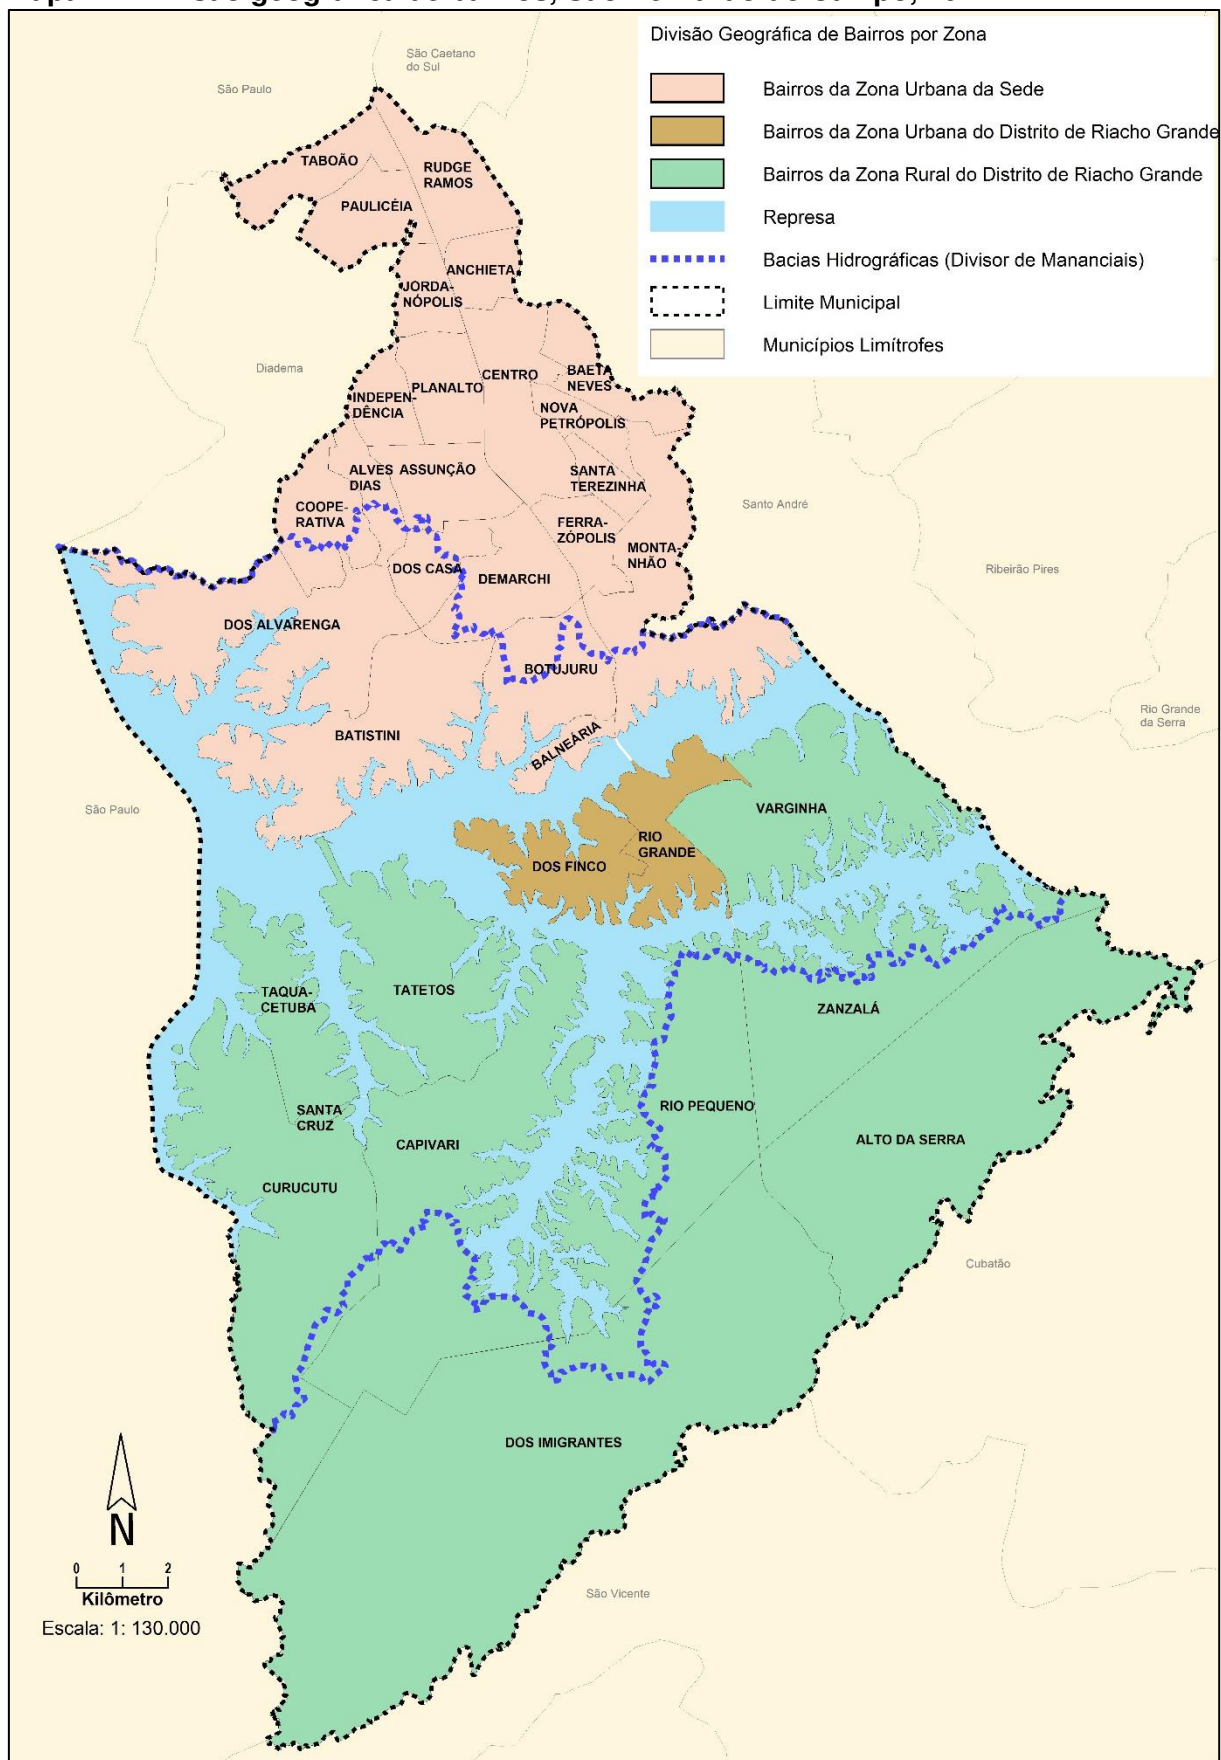 Divisão Geográfica de Bairros por Zona
Bairros da Zona Urbana da Sede
Bairros da Zona Urbana do Distrito de Riacho Grande
Bairros da Zona Rural do Distrito de Riacho Grande
Represa
Bacias Hidrográficas (Divisor de Mananciais)
Limite Municipal
Municípios Limítrofes
São Caetano
do Sul
São Paulo
TABOÃO
RUDGE
RAMOS
PAULICÉIA
ANCHIETA
JORDA-
NÓPOLIS
Diadema
BAETA
NEVES
CENTRO
PLANALTO
INDEPEN-
DÊNCIA
NOVA
PETRÓPOLIS
ALVES
DIAS
ASSUNÇÃO
SANTA
TEREZINHA
Santo André
COOPE-
RATIVA
FERRA-
ZÓPOLIS
MONTA-
NHÃO
Ribeirão Pires
DOS CASA
DEMARCHI
DOS ALVARENGA
BOTUJURU
Rio Grande
da Serra
BATISTINI
BALNEÁRIA
São Paulo
VARGINHA
RIO
GRANDE
DOS FINCO
TAQUA-
CETUBA
TATETOS
ZANZALÁ
SANTA
CRUZ
RIO PEQUENO
CAPIVARI
ALTO DA SERRA
CURUCUTU
Cubatão
DOS IMIGRANTES
São Vicente
N
0 1 2
Kilômetro
Escala: 1: 130.000